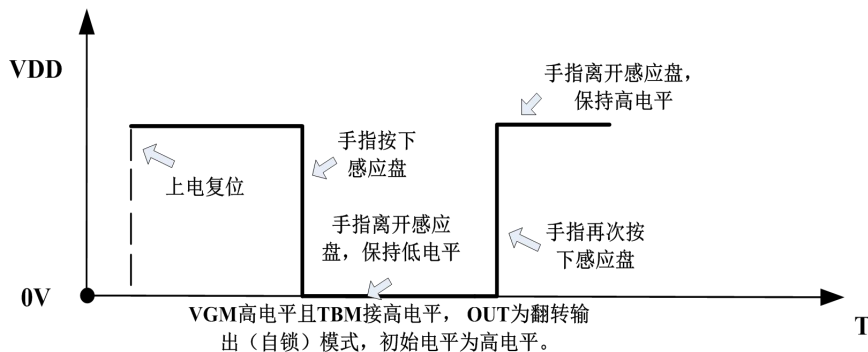 VDD
手指离开感应盘，
保持高电平
手指按下
感应盘
上电复位
手指离开感应
盘，保持低电平
手指再次按
下感应盘
0V
T
VGM高电平且TBM接高电平， OUT为翻转输
出（自锁）模式，初始电平为高电平。